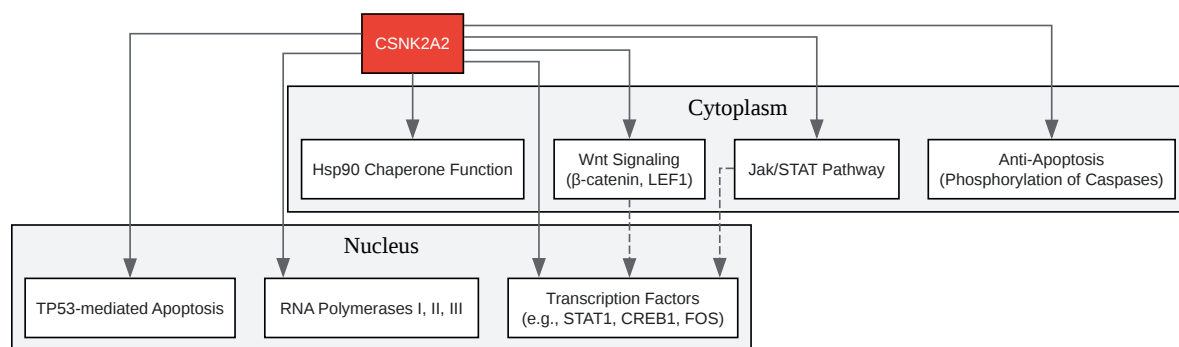 CSNK2A2
Cytoplasm
Hsp90 Chaperone Function
Wnt Signaling
(β-catenin, LEF1)
Jak/STAT Pathway
Anti-Apoptosis
(Phosphorylation of Caspases)
Nucleus
TP53-mediated Apoptosis
RNA Polymerases I, II, III
Transcription Factors
(e.g., STAT1, CREB1, FOS)